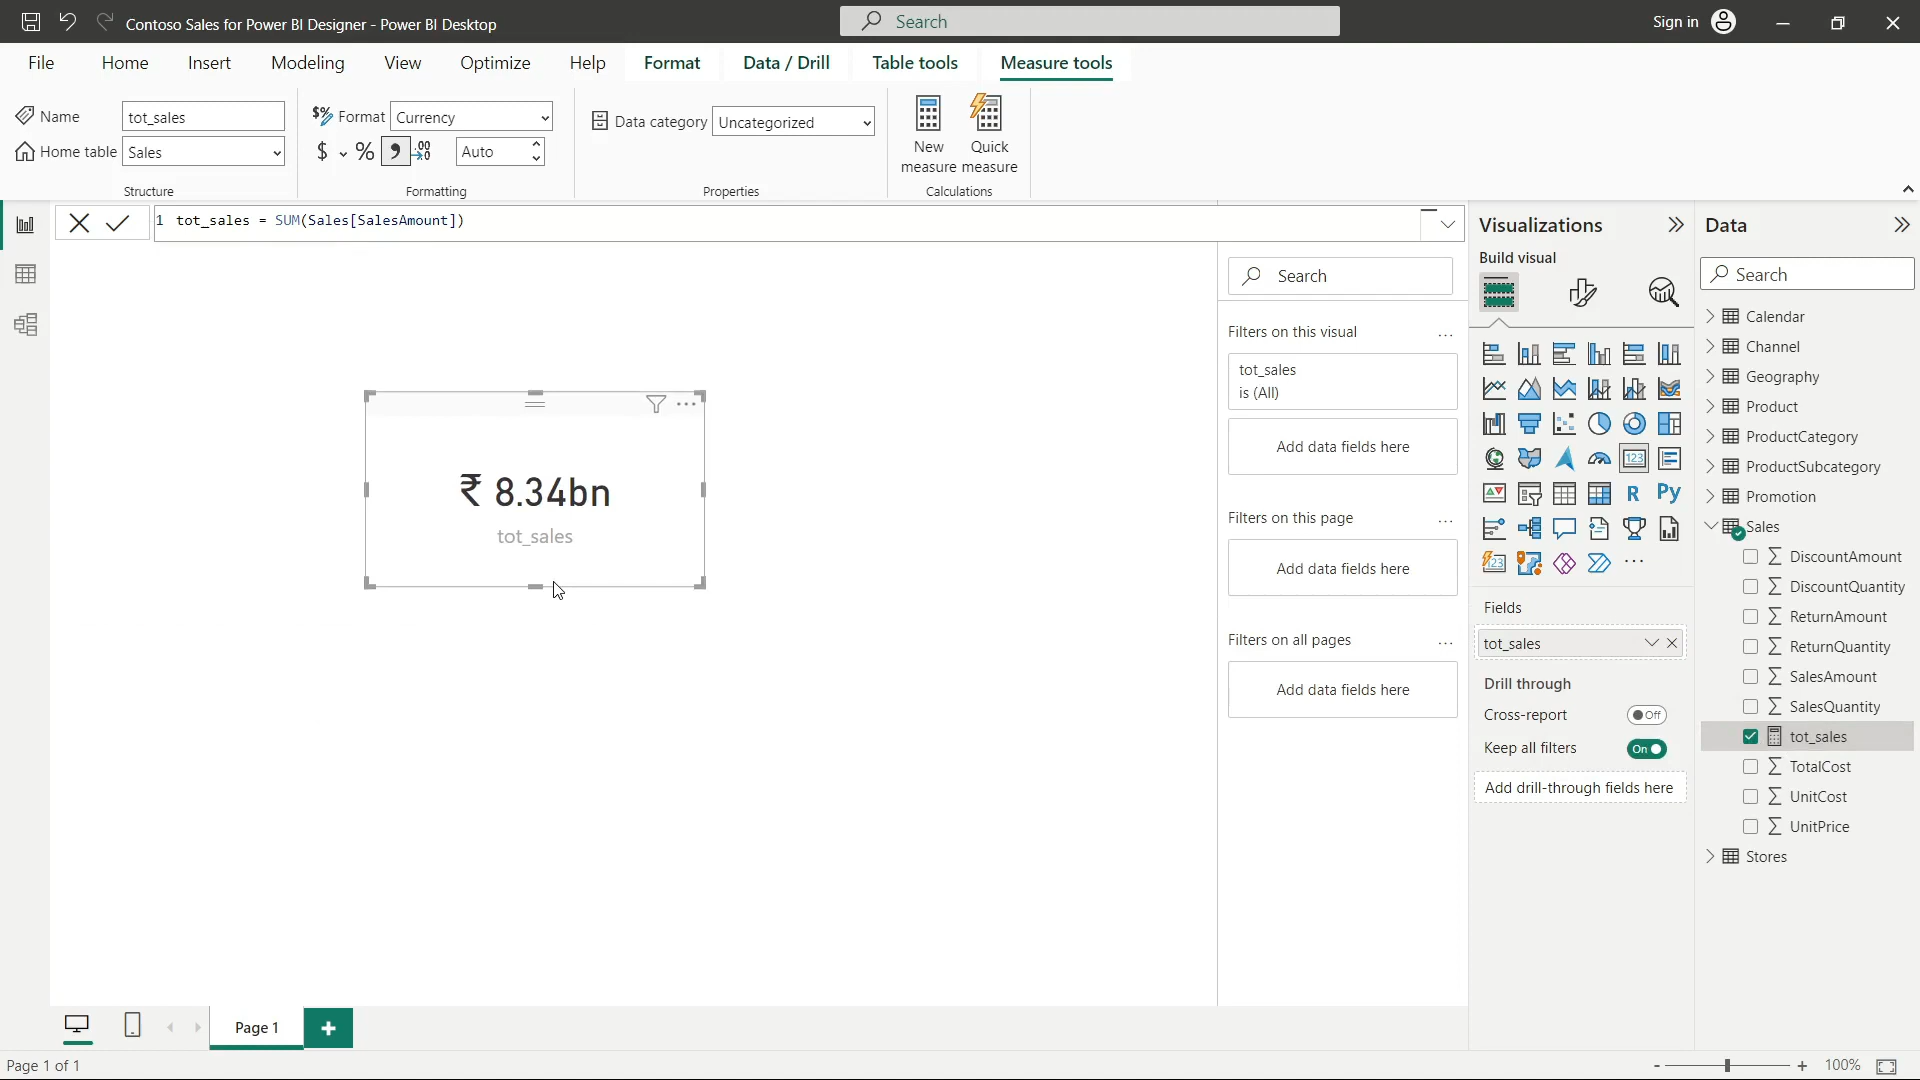 Contoso Sales for Power BI Designer - Power BI Desktop
Search
Sign in
File
Home
Insert
Modeling
View
Optimize
Help
Format
Data / Drill
Table tools
Measure tools
Name
tot_sales
Home table
Sales
Structure
$% Format
Currency
$ % , .00
Auto
Formatting
Data category
Uncategorized
Properties
New
measure
Quick
measure
Calculations
1 tot_sales = SUM(Sales[SalesAmount])
₹ 8.34bn
tot_sales
Search
Filters on this visual
...
tot_sales
is (All)
Add data fields here
Filters on this page
...
Add data fields here
Filters on all pages
...
Add data fields here
Visualizations
Build visual
123
R
Py
123
...
Fields
tot_sales
Drill through
Cross-report
Off
Keep all filters
On
Add drill-through fields here
Data
Search
Calendar
Channel
Geography
Product
ProductCategory
ProductSubcategory
Promotion
Sales
∑ DiscountAmount
∑ DiscountQuantity
∑ ReturnAmount
∑ ReturnQuantity
∑ SalesAmount
∑ SalesQuantity
tot_sales
∑ TotalCost
∑ UnitCost
∑ UnitPrice
Stores
Page 1
+
Page 1 of 1
- + 100%